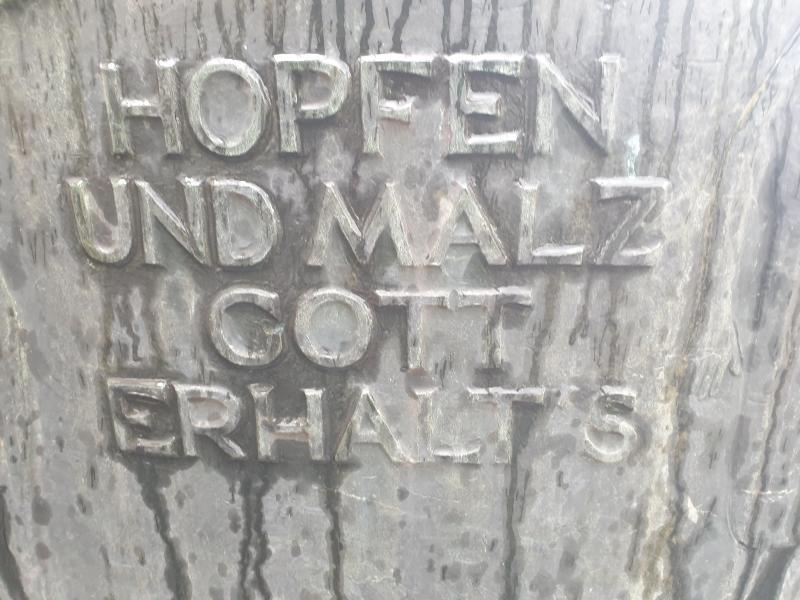 HOPFEN
UND MALZ
GOTT
ERHALT'S